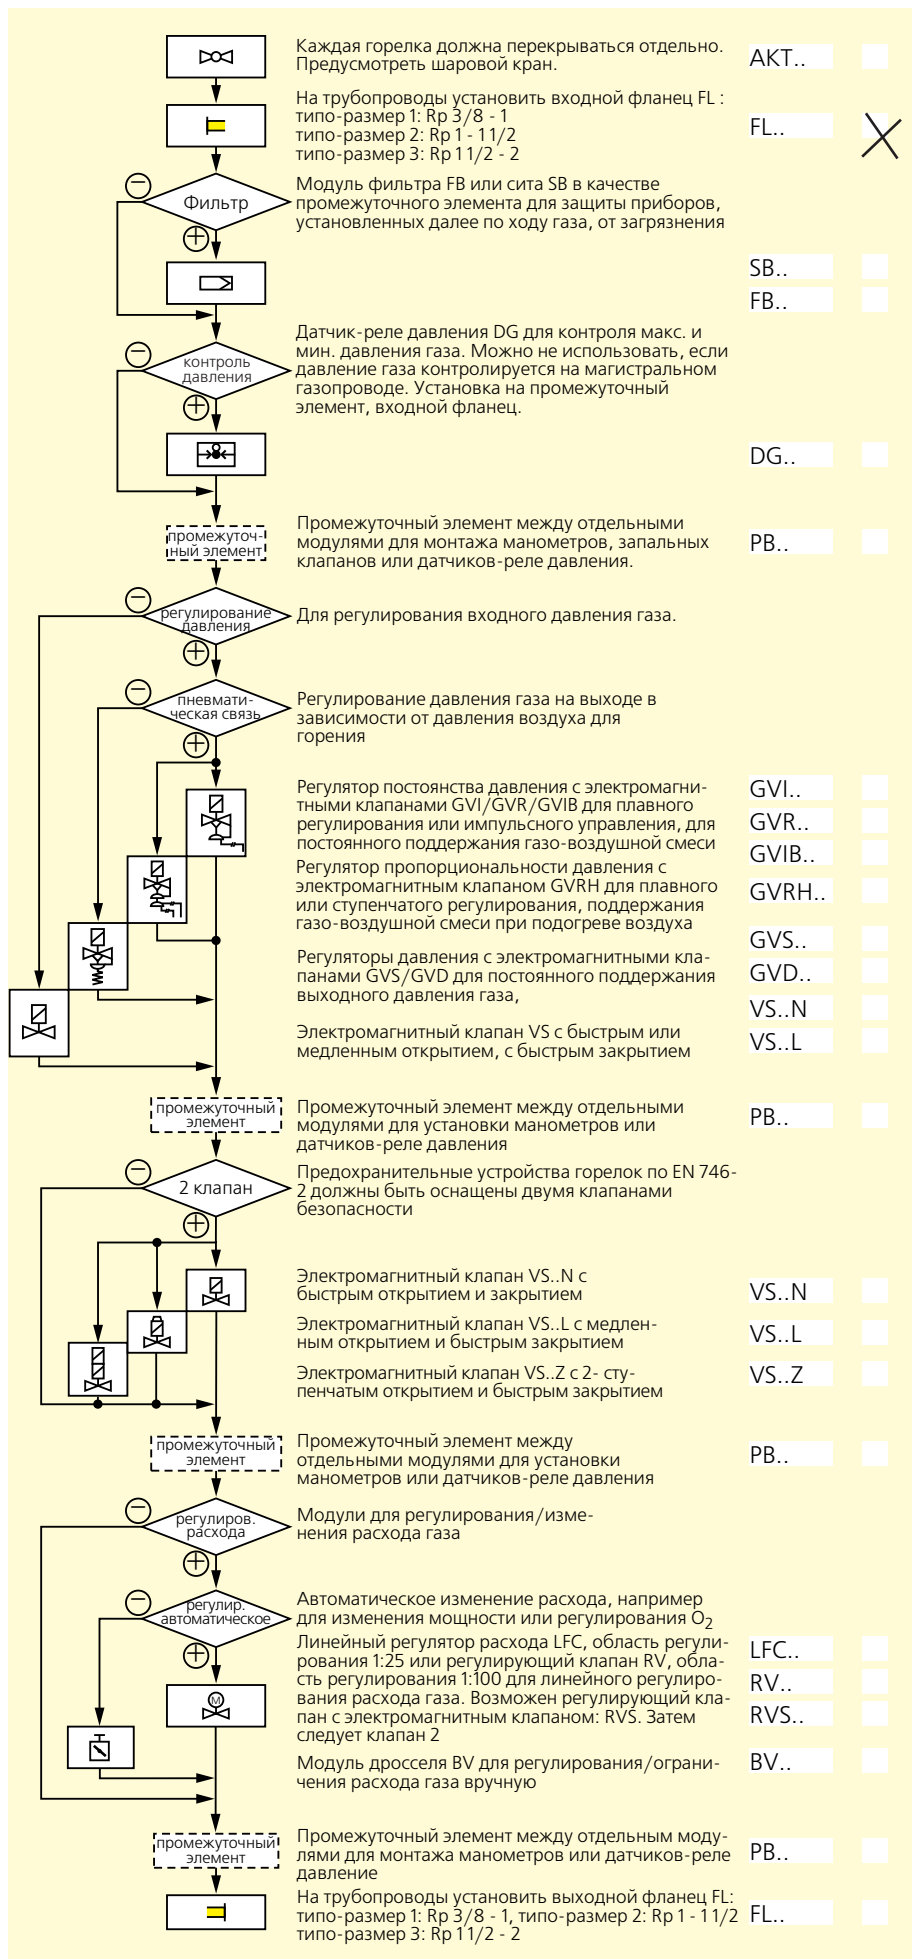 Каждая горелка должна перекрываться отдельно.
Предусмотреть шаровой кран.
AKT..
На трубопроводы установить входной фланец FL :
типо-размер 1: Rp 3/8 - 1
типо-размер 2: Rp 1 - 11/2
типо-размер 3: Rp 11/2 - 2
FL..
Фильтр
Модуль фильтра FB или сита SB в качестве
промежуточного элемента для защиты приборов,
установленных далее по ходу газа, от загрязнения
SB..
FB..
контроль
давления
Датчик-реле давления DG для контроля макс. и
мин. давления газа. Можно не использовать, если
давление газа контролируется на магистральном
газопроводе. Установка на промежуточный
элемент, входной фланец.
DG..
промежуточ-
ный элемент
Промежуточный элемент между отдельными
модулями для монтажа манометров, запальных
клапанов или датчиков-реле давления.
PB..
регулирование
давления
Для регулирования входного давления газа.
пневмати-
ческая связь
Регулирование давления газа на выходе в
зависимости от давления воздуха для
горения
Регулятор постоянства давления с электромагни-
тными клапанами GVI/GVR/GVIB для плавного
регулирования или импульсного управления, для
постоянного поддержания газо-воздушной смеси
GVI..
GVR..
GVIB..
Регулятор пропорциональности давления с
электромагнитным клапаном GVRH для плавного
или ступенчатого регулирования, поддержания
газо-воздушной смеси при подогреве воздуха
GVRH..
Регуляторы давления с электромагнитными кла-
панами GVS/GVD для постоянного поддержания
выходного давления газа,
GVS..
GVD..
Электромагнитный клапан VS с быстрым или
медленным открытием, с быстрым закрытием
VS..N
VS..L
промежуточный
элемент
Промежуточный элемент между отдельными
модулями для установки манометров или
датчиков-реле давления
PB..
2 клапан
Предохранительные устройства горелок по EN 746-
2 должны быть оснащены двумя клапанами
безопасности
Электромагнитный клапан VS..N с
быстрым открытием и закрытием
VS..N
Электромагнитный клапан VS..L с медлен-
ным открытием и быстрым закрытием
VS..L
Электромагнитный клапан VS..Z с 2- сту-
пенчатым открытием и быстрым закрытием
VS..Z
промежуточный
элемент
Промежуточный элемент между
отдельными модулями для установки
манометров или датчиков-реле давления
PB..
регулиров.
расхода
Модули для регулирования/изме-
нения расхода газа
регулир.
автоматическое
Автоматическое изменение расхода, например
для изменения мощности или регулирования O2
Линейный регулятор расхода LFC, область регули-
рования 1:25 или регулирующий клапан RV, обла-
сть регулирования 1:100 для линейного регулиро-
вания расхода газа. Возможен регулирующий кла-
пан с электромагнитным клапаном: RVS. Затем
следует клапан 2
LFC..
RV..
RVS..
M
Модуль дросселя BV для регулирования/ограни-
чения расхода газа вручную
BV..
промежуточный
элемент
Промежуточный элемент между отдельным моду-
лями для монтажа манометров или датчиков-реле
давление
PB..
На трубопроводы установить выходной фланец FL:
типо-размер 1: Rp 3/8 - 1, типо-размер 2: Rp 1 - 11/2
типо-размер 3: Rp 11/2 - 2
FL..